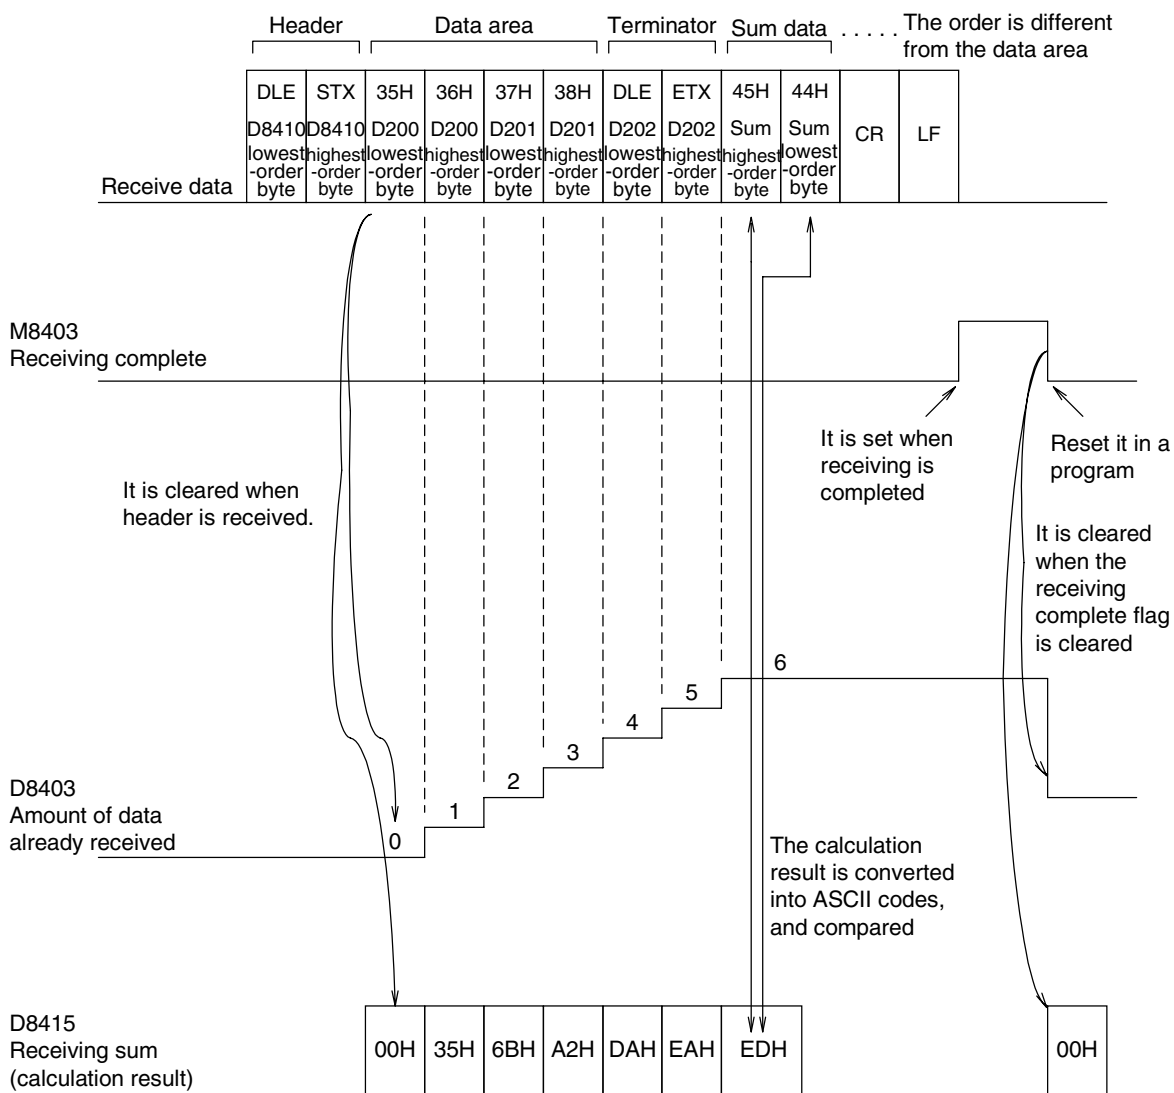 Header Data area Terminator Sum data . . . . . The order is different
from the data area
DLE STX 35H 36H 37H 38H DLE ETX 45H 44H
D8410 D8410 D200 D200 D201 D201 D202 D202 Sum Sum CR LF
lowest highest lowest highest lowest highest lowest highest highest lowest
-order -order -order -order -order -order -order -order -order -order
byte byte byte byte byte byte byte byte byte byte
Receive data
M8403
Receiving complete
It is set when
receiving is
completed
Reset it in a
program
It is cleared when
header is received.
It is cleared
when the
receiving
complete flag
is cleared
6
5
4
3
2
1
0
D8403
Amount of data
already received
The calculation
result is converted
into ASCII codes,
and compared
D8415
Receiving sum
(calculation result)
00H 35H 6BH A2H DAH EAH EDH 00H